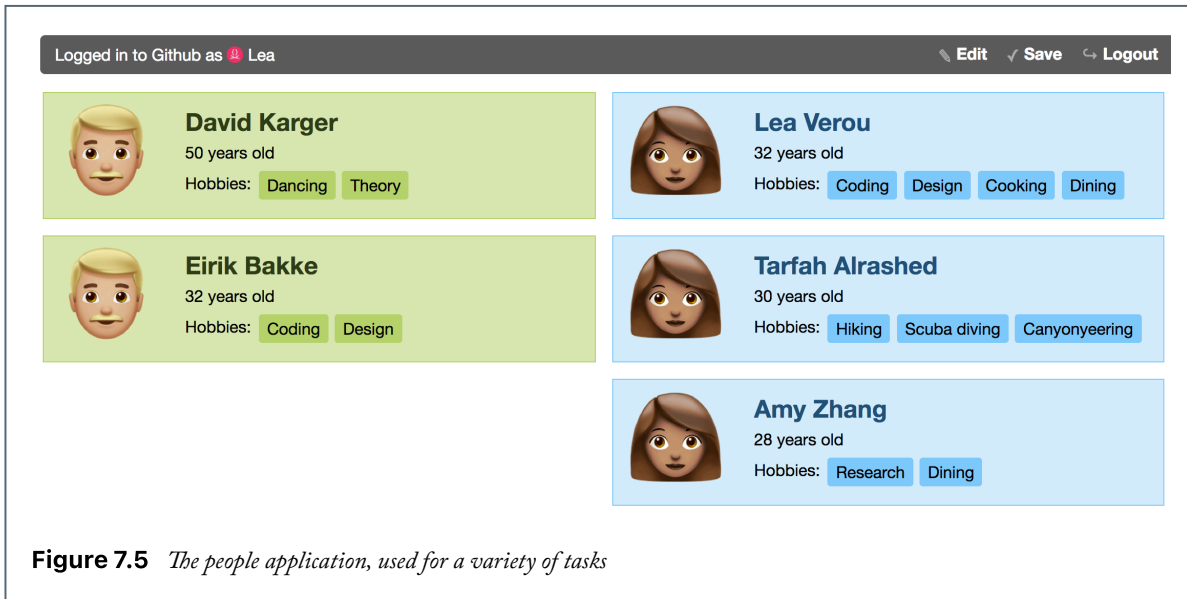 Logged in to Github as Lea
Edit Save Logout
David Karger
50 years old
Hobbies: Dancing Theory
Eirik Bakke
32 years old
Hobbies: Coding Design
Lea Verou
32 years old
Hobbies: Coding Design Cooking Dining
Tarfah Alrashed
30 years old
Hobbies: Hiking Scuba diving Canyonyeering
Amy Zhang
28 years old
Hobbies: Research Dining
Figure 7.5 The people application, used for a variety of tasks